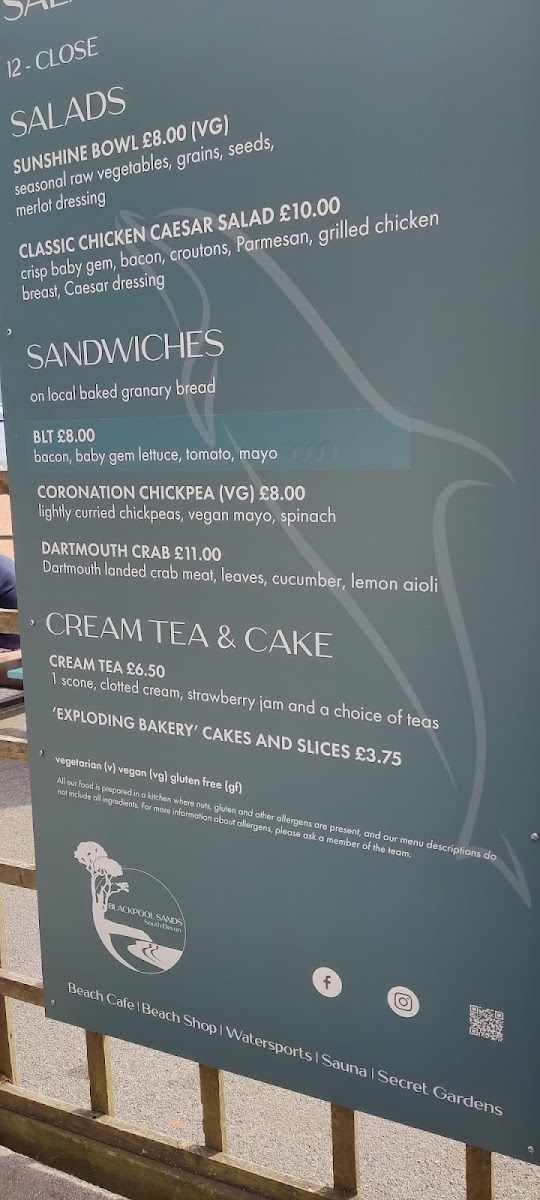 12 - CLOSE
SALADS
SUNSHINE BOWL £8.00 (VG)
seasonal raw vegetables, grains, seeds,
merlot dressing
CLASSIC CHICKEN CAESAR SALAD £10.00
crisp baby gem, bacon, croutons, Parmesan, grilled chicken
breast, Caesar dressing
SANDWICHES
on local baked granary bread
BLT £8.00
bacon, baby gem lettuce, tomato, mayo
CORONATION CHICKPEA (VG) £8.00
lightly curried chickpeas, vegan mayo, spinach
DARTMOUTH CRAB £11.00
Dartmouth landed crab meat, leaves, cucumber, lemon aioli
CREAM TEA & CAKE
CREAM TEA £6.50
1 scone, clotted cream, strawberry jam and a choice of teas
'EXPLODING BAKERY' CAKES AND SLICES £3.75
vegetarian (v) vegan (vg) gluten free (gf)
All our food is prepared in a kitchen where nuts, gluten and other allergens are present, and our menu descriptions do
not include all ingredients. For more information about allergens, please ask a member of the team.
BLACKPOOL SANDS
South Devon
Beach Cafe | Beach Shop | Watersports | Sauna | Secret Gardens